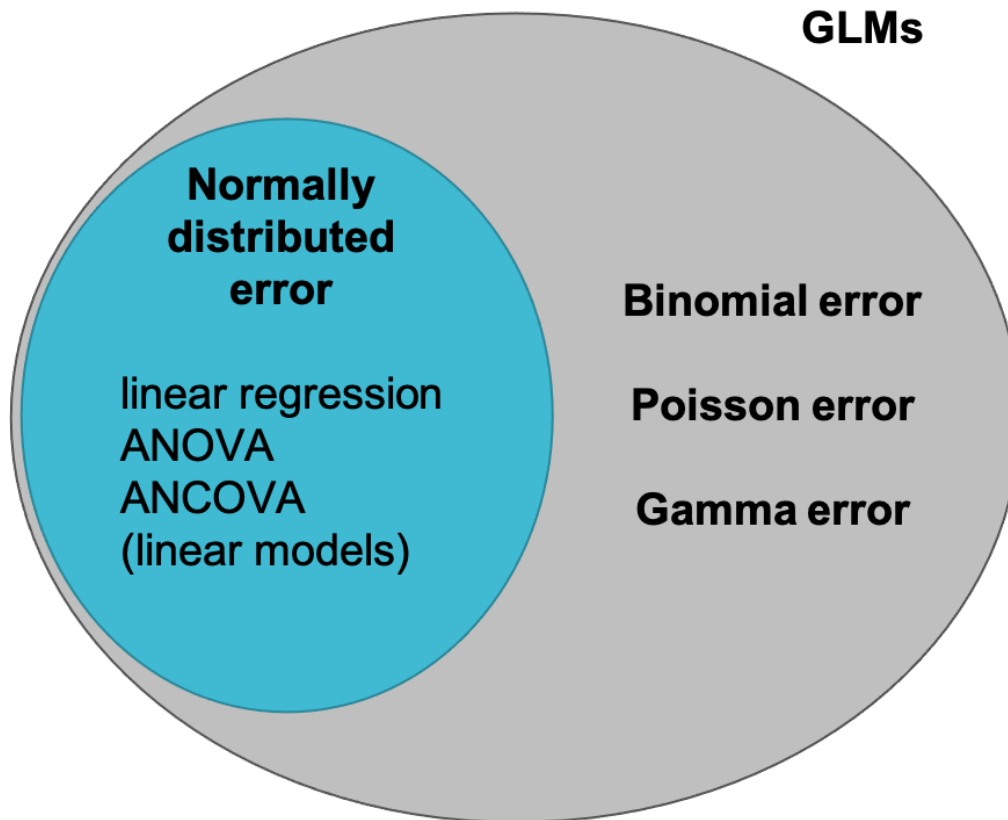 GLMs
Normally
distributed
error
linear regression
ANOVA
ANCOVA
(linear models)
Binomial error
Poisson error
Gamma error